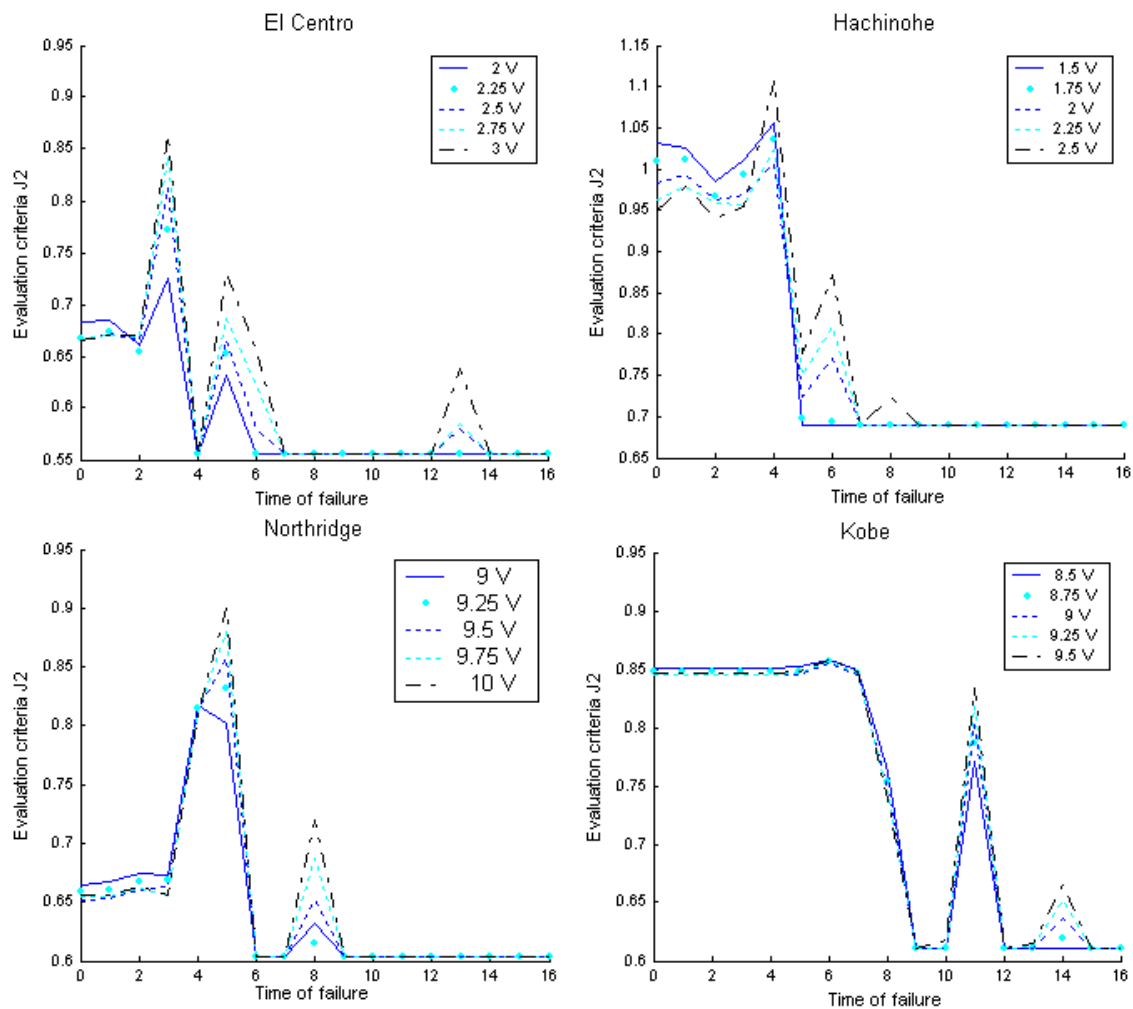 El Centro
0.95
0.9
0.85
0.8
0.75
0.7
0.65
0.6
0.55
Evaluation criteria J2
2 V
2.25 V
2.5 V
2.75 V
3 V
0 2 4 6 8 10 12 14 16
Time of failure
Hachinohe
1.15
1.1
1.05
1
0.95
0.9
0.85
0.8
0.75
0.7
0.65
Evaluation criteria J2
1.5 V
1.75 V
2 V
2.25 V
2.5 V
0 2 4 6 8 10 12 14 16
Time of failure
Northridge
0.95
0.9
0.85
0.8
0.75
0.7
0.65
0.6
Evaluation criteria J2
9 V
9.25 V
9.5 V
9.75 V
10 V
0 2 4 6 8 10 12 14 16
Time of failure
Kobe
0.95
0.9
0.85
0.8
0.75
0.7
0.65
0.6
Evaluation criteria J2
8.5 V
8.75 V
9 V
9.25 V
9.5 V
0 2 4 6 8 10 12 14 16
Time of failure